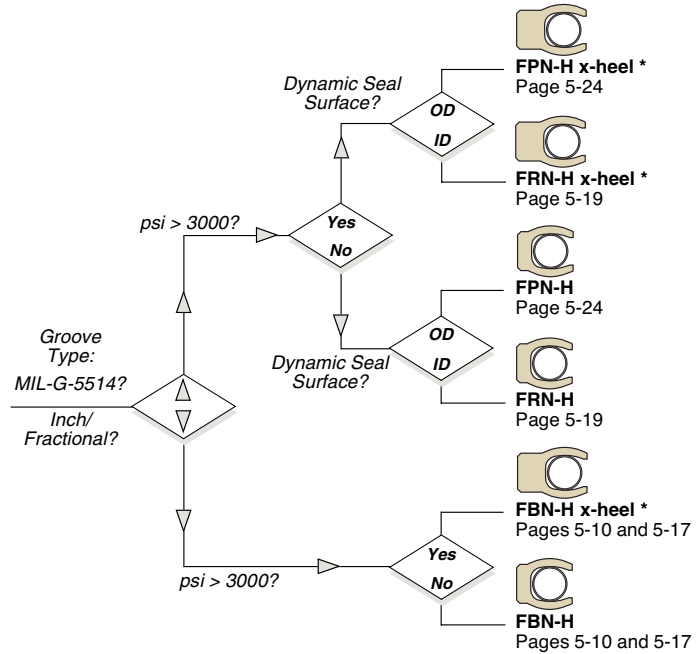 FPN-H x-heel *
Page 5-24
Dynamic Seal
Surface?
OD
ID
FRN-H x-heel *
Page 5-19
psi > 3000?
Yes
No
FPN-H
Page 5-24
Groove
Type:
MIL-G-5514?
Inch/
Fractional?
Dynamic Seal
Surface?
OD
ID
FRN-H
Page 5-19
FBN-H x-heel *
Pages 5-10 and 5-17
psi > 3000?
Yes
No
FBN-H
Pages 5-10 and 5-17